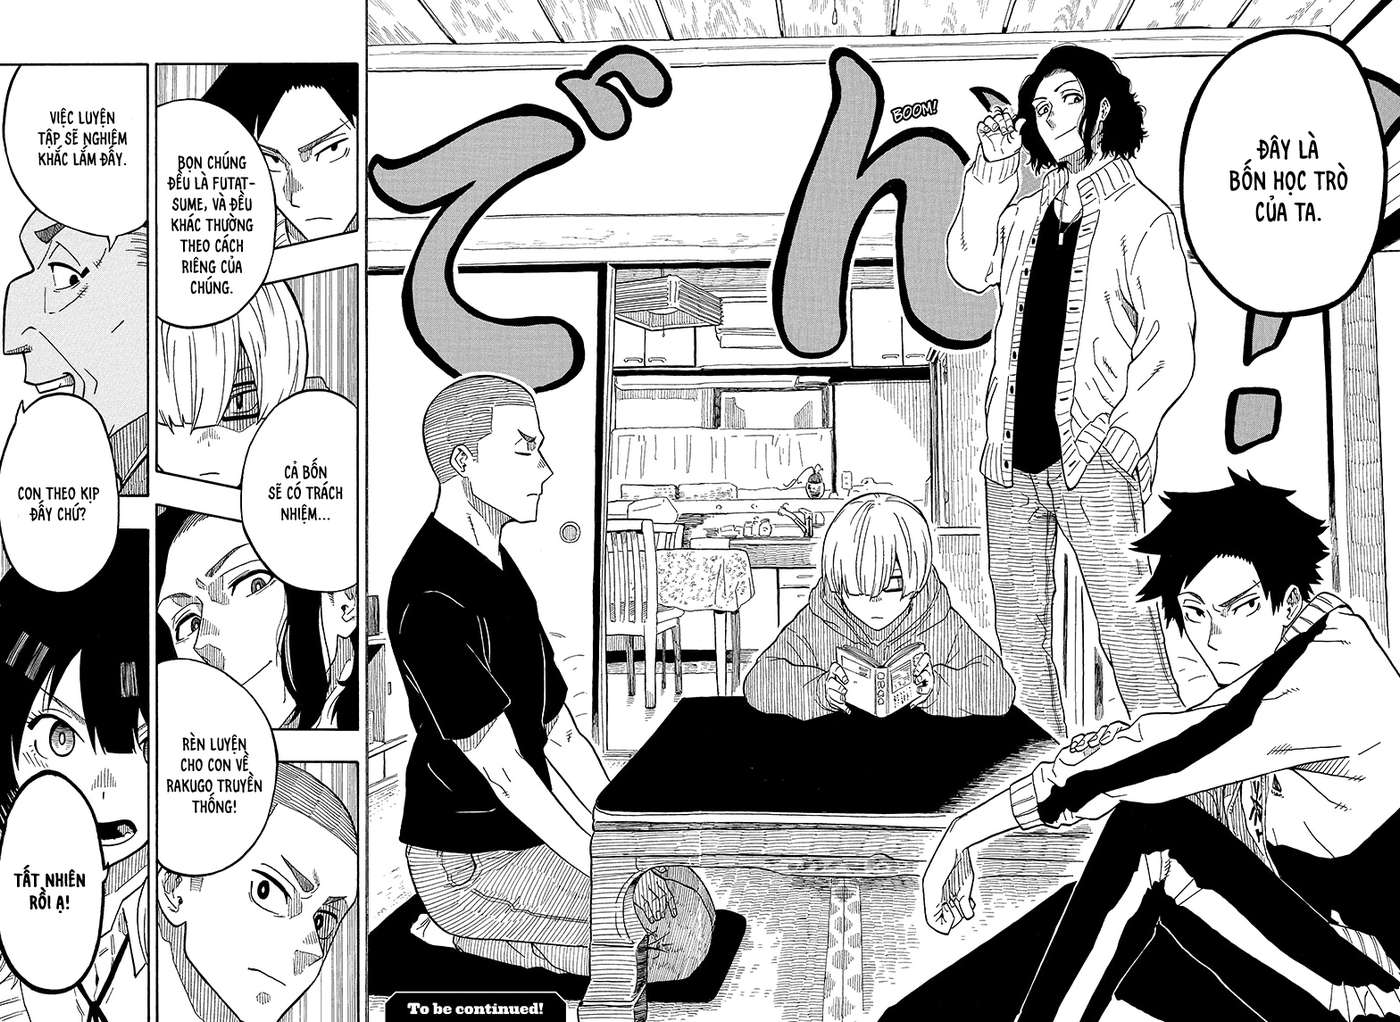 ĐÂY LÀ
BỐN HỌC TRÒ
CỦA TA.
BOOM!
でん!
BỌN CHÚNG
ĐỀU LÀ FUTAT-
SUME, VÀ ĐỀU
KHÁC THƯỜNG
THEO CÁCH
RIÊNG CỦA
CHÚNG.
CẢ BỐN
SẼ CÓ TRÁCH
NHIỆM...
RÈN LUYỆN
CHO CON VỀ
RAKUGO TRUYỀN
THỐNG!
VIỆC LUYỆN
TẬP SẼ NGHIÊM
KHẮC LẮM ĐẤY.
CON THEO KỊP
ĐẤY CHỨ?
TẤT NHIÊN
RỒI Ạ!
To be continued!